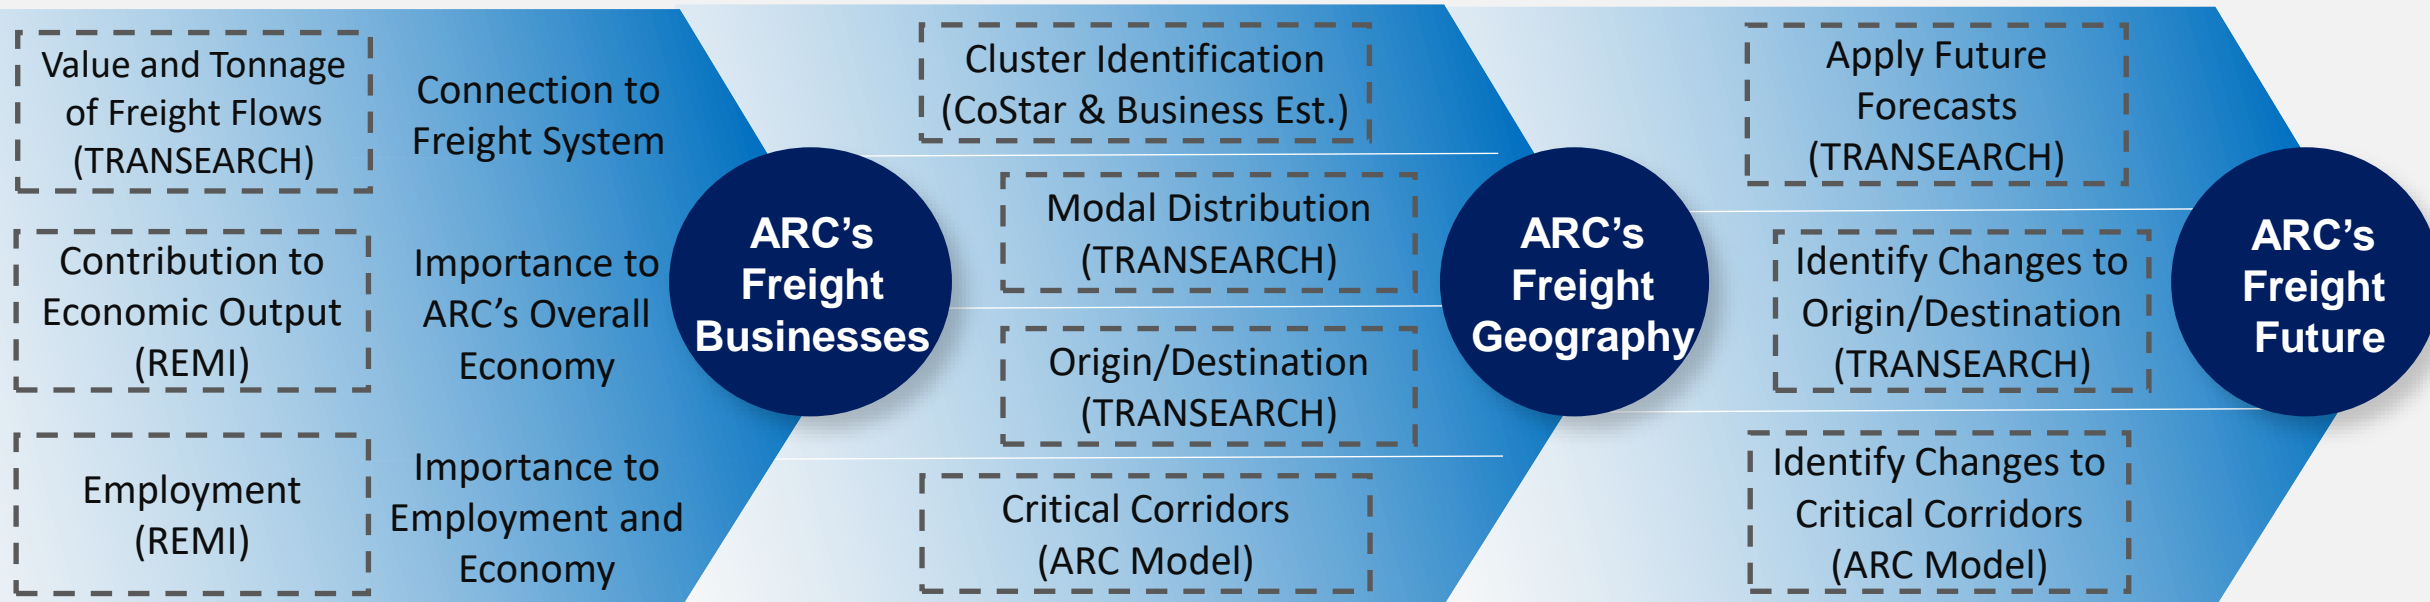 Value and Tonnage
of Freight Flows
(TRANSEARCH)
Connection to
Freight System
Contribution to
Economic Output
(REMI)
Importance to
ARC’s Overall
Economy
Employment
(REMI)
Importance to
Employment and
Economy
ARC’s
Freight
Businesses
Cluster Identification
(CoStar & Business Est.)
Modal Distribution
(TRANSEARCH)
Origin/Destination
(TRANSEARCH)
Critical Corridors
(ARC Model)
ARC’s
Freight
Geography
Apply Future
Forecasts
(TRANSEARCH)
Identify Changes to
Origin/Destination
(TRANSEARCH)
Identify Changes to
Critical Corridors
(ARC Model)
ARC’s
Freight
Future